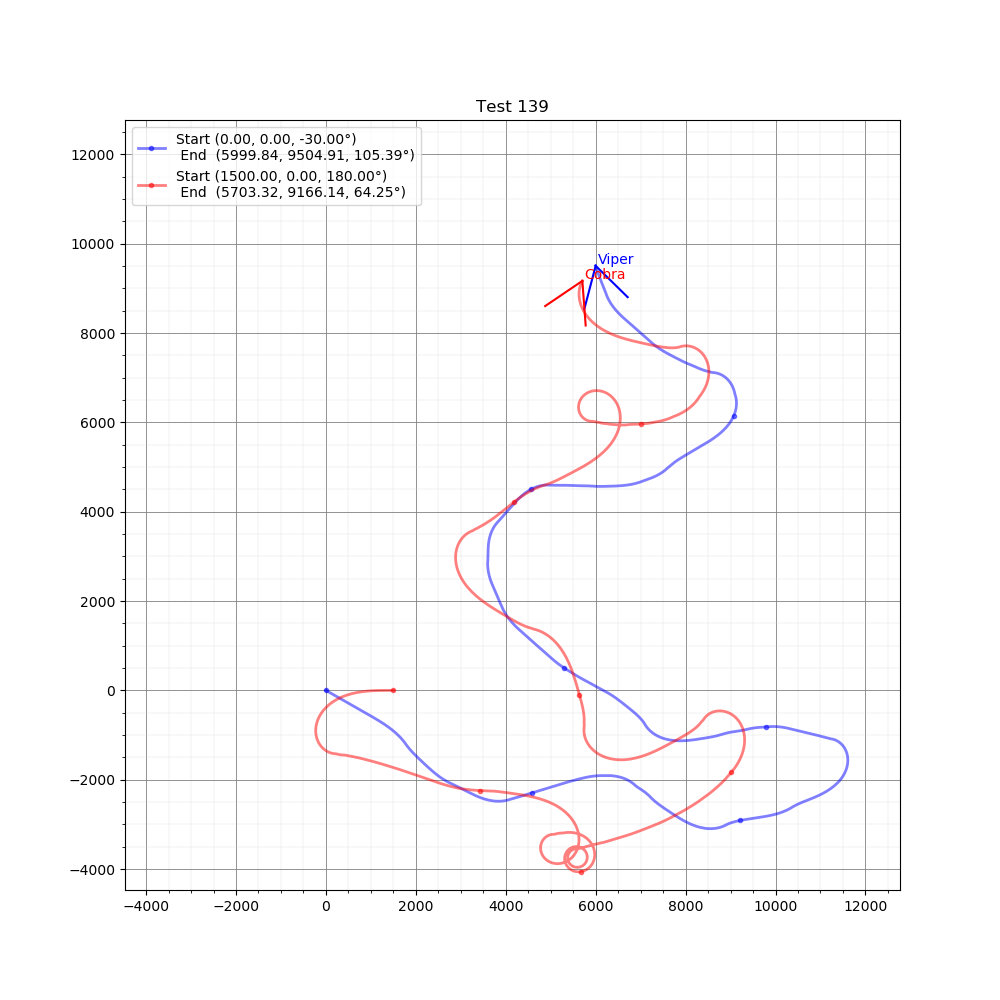 Test 139
Start (0.00, 0.00, -30.00°)
End  (5999.84, 9504.91, 105.39°)
Start (1500.00, 0.00, 180.00°)
End  (5703.32, 9166.14, 64.25°)
12000
10000
8000
6000
4000
2000
0
−2000
−4000
Viper
Cobra
−4000 −2000 0 2000 4000 6000 8000 10000 12000